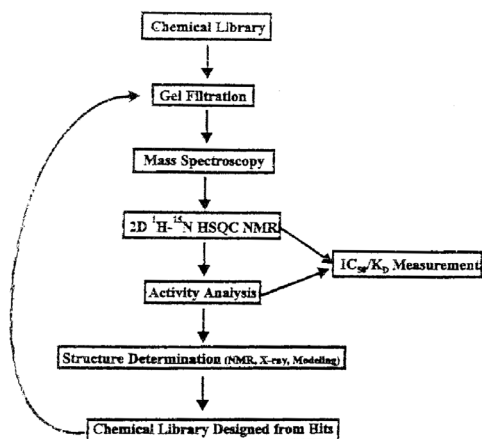 Chemical Library
Gel Filtration
Mass Spectroscopy
2D ¹H-¹⁵N HSQC NMR
IC₅₀/K_D Measurement
Activity Analysis
Structure Determination (NMR, X-ray, Modeling)
Chemical Library Designed from Hits